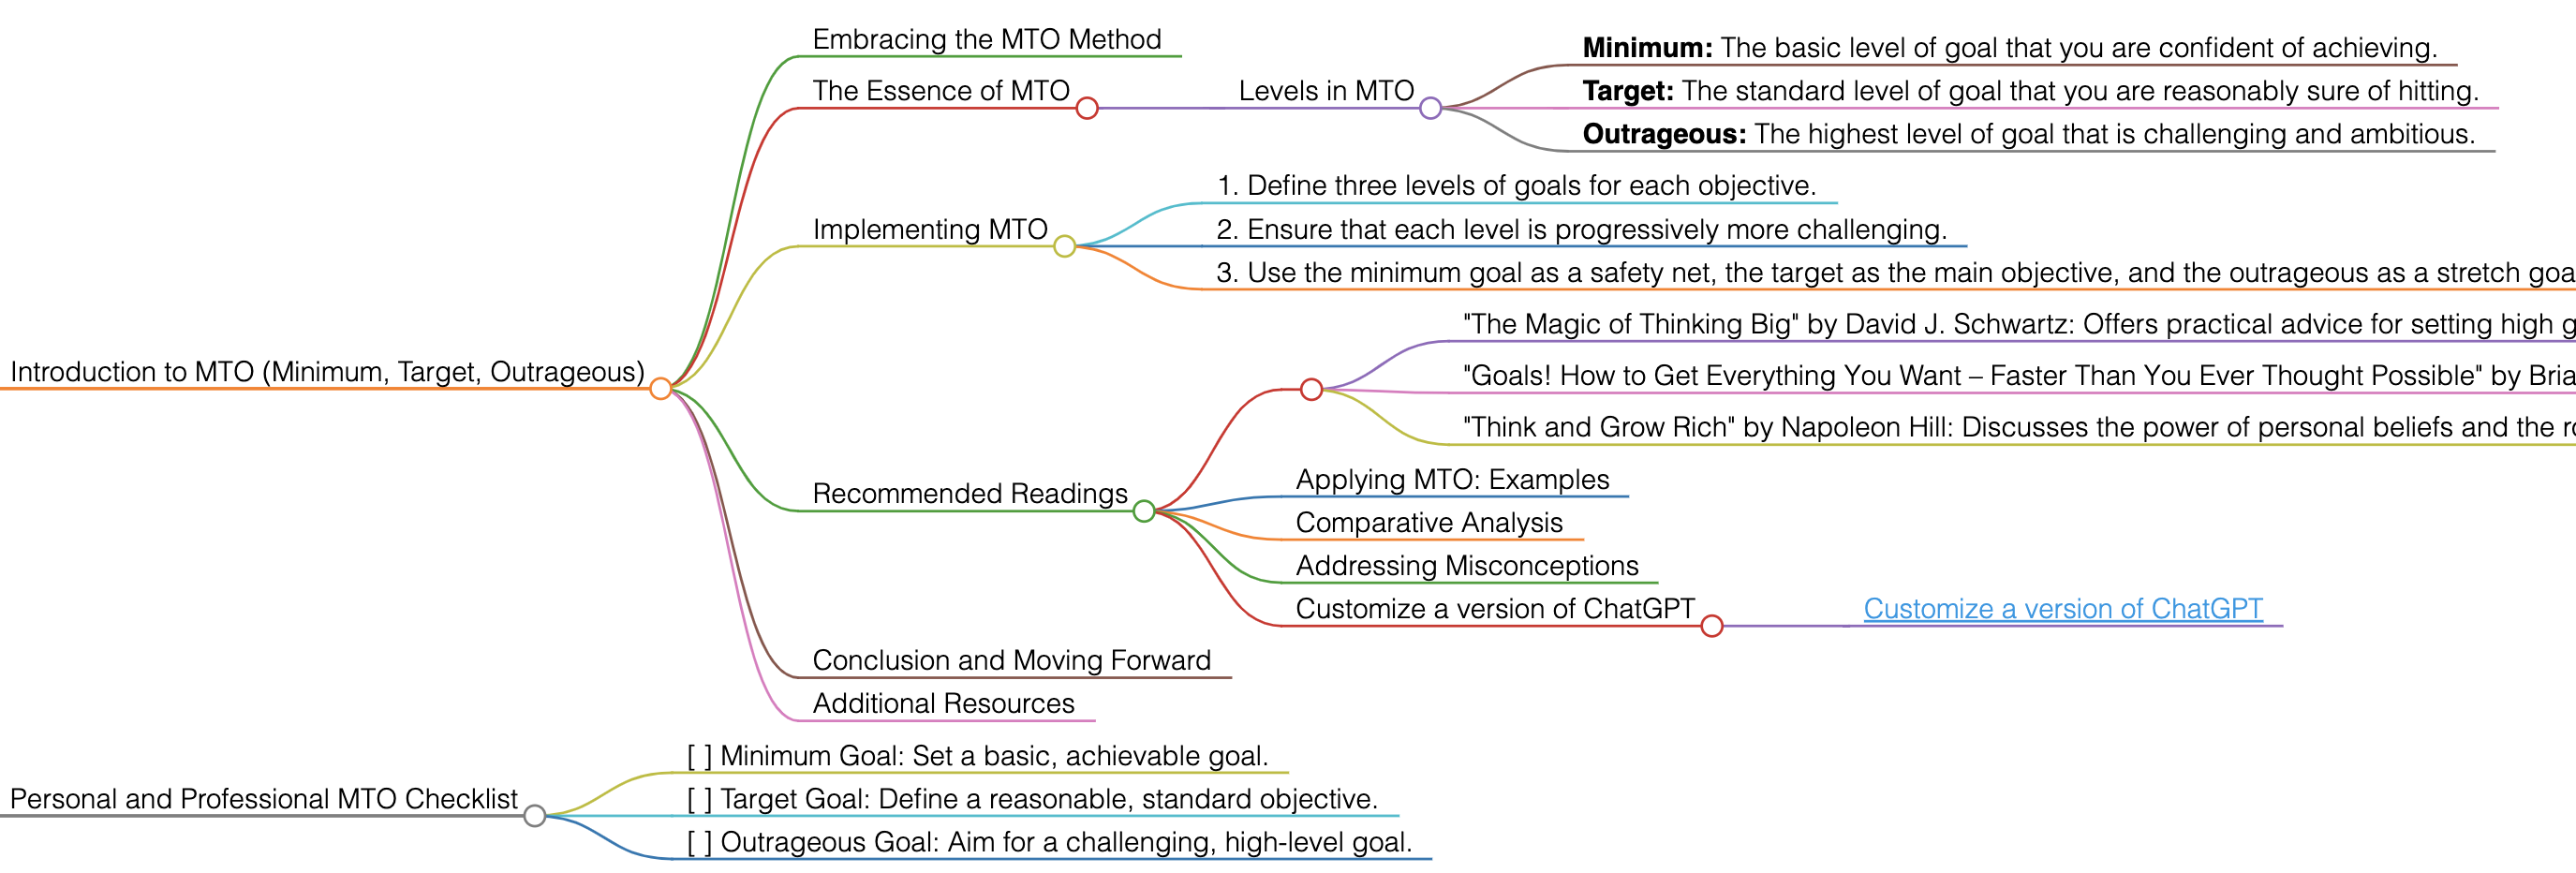 Embracing the MTO Method
The Essence of MTO
Levels in MTO
Minimum: The basic level of goal that you are confident of achieving.
Target: The standard level of goal that you are reasonably sure of hitting.
Outrageous: The highest level of goal that is challenging and ambitious.
Implementing MTO
1. Define three levels of goals for each objective.
2. Ensure that each level is progressively more challenging.
3. Use the minimum goal as a safety net, the target as the main objective, and the outrageous as a stretch goa
Introduction to MTO (Minimum, Target, Outrageous)
Recommended Readings
"The Magic of Thinking Big" by David J. Schwartz: Offers practical advice for setting high g
"Goals! How to Get Everything You Want – Faster Than You Ever Thought Possible" by Bria
"Think and Grow Rich" by Napoleon Hill: Discusses the power of personal beliefs and the ro
Applying MTO: Examples
Comparative Analysis
Addressing Misconceptions
Customize a version of ChatGPT
Customize a version of ChatGPT
Conclusion and Moving Forward
Additional Resources
Personal and Professional MTO Checklist
[ ] Minimum Goal: Set a basic, achievable goal.
[ ] Target Goal: Define a reasonable, standard objective.
[ ] Outrageous Goal: Aim for a challenging, high-level goal.